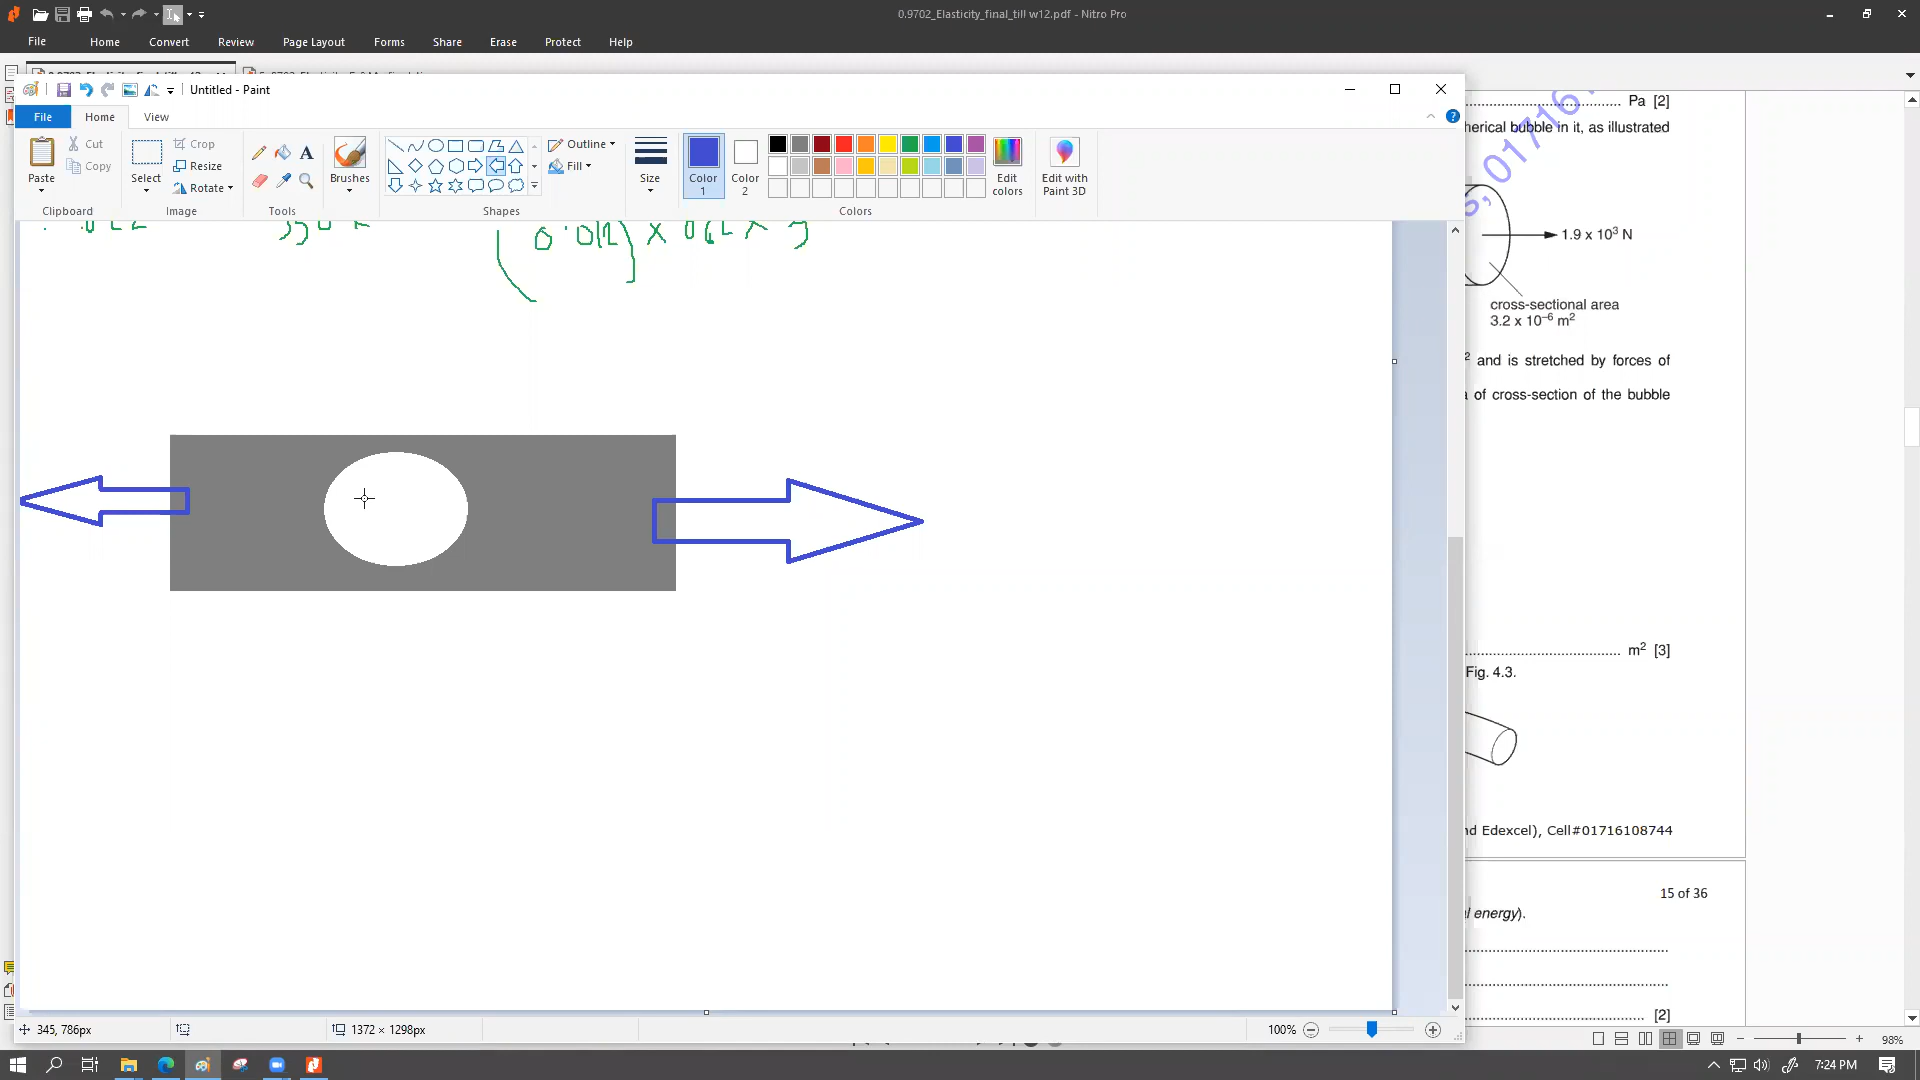 0.9702_Elasticity_final_till w12.pdf - Nitro Pro
File Home Convert Review Page Layout Forms Share Erase Protect Help
Untitled - Paint
File Home View
Paste
Cut
Copy
Clipboard
Select
Crop
Resize
Rotate
Image
A
Tools
Brushes
Shapes
Outline
Fill
Size
Color 1
Color 2
Colors
Edit colors
Edit with Paint 3D
Pa [2]
herical bubble in it, as illustrated
s, 01716
1.9 x 10³ N
cross-sectional area
3.2 x 10⁻⁶ m²
² and is stretched by forces of
of cross-section of the bubble
m² [3]
Fig. 4.3.
nd Edexcel), Cell#01716108744
15 of 36
energy).
[2]
345, 786px
1372 × 1298px
100%
98%
7:24 PM